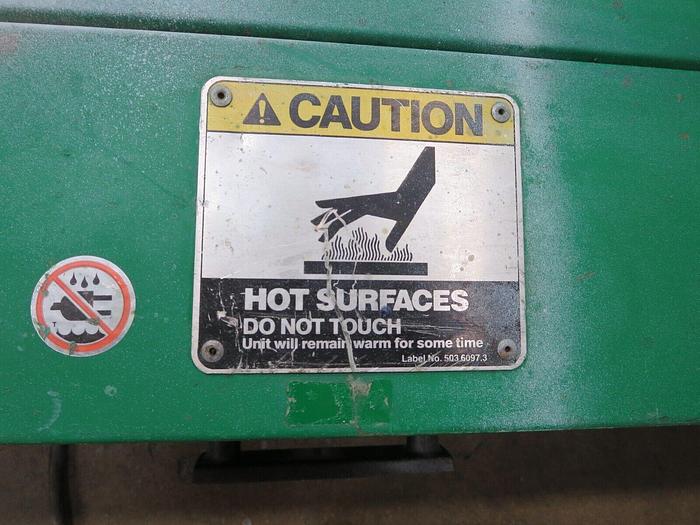 CAUTION
HOT SURFACES
DO NOT TOUCH
Unit will remain warm for some time
Label No. 503 6097.3